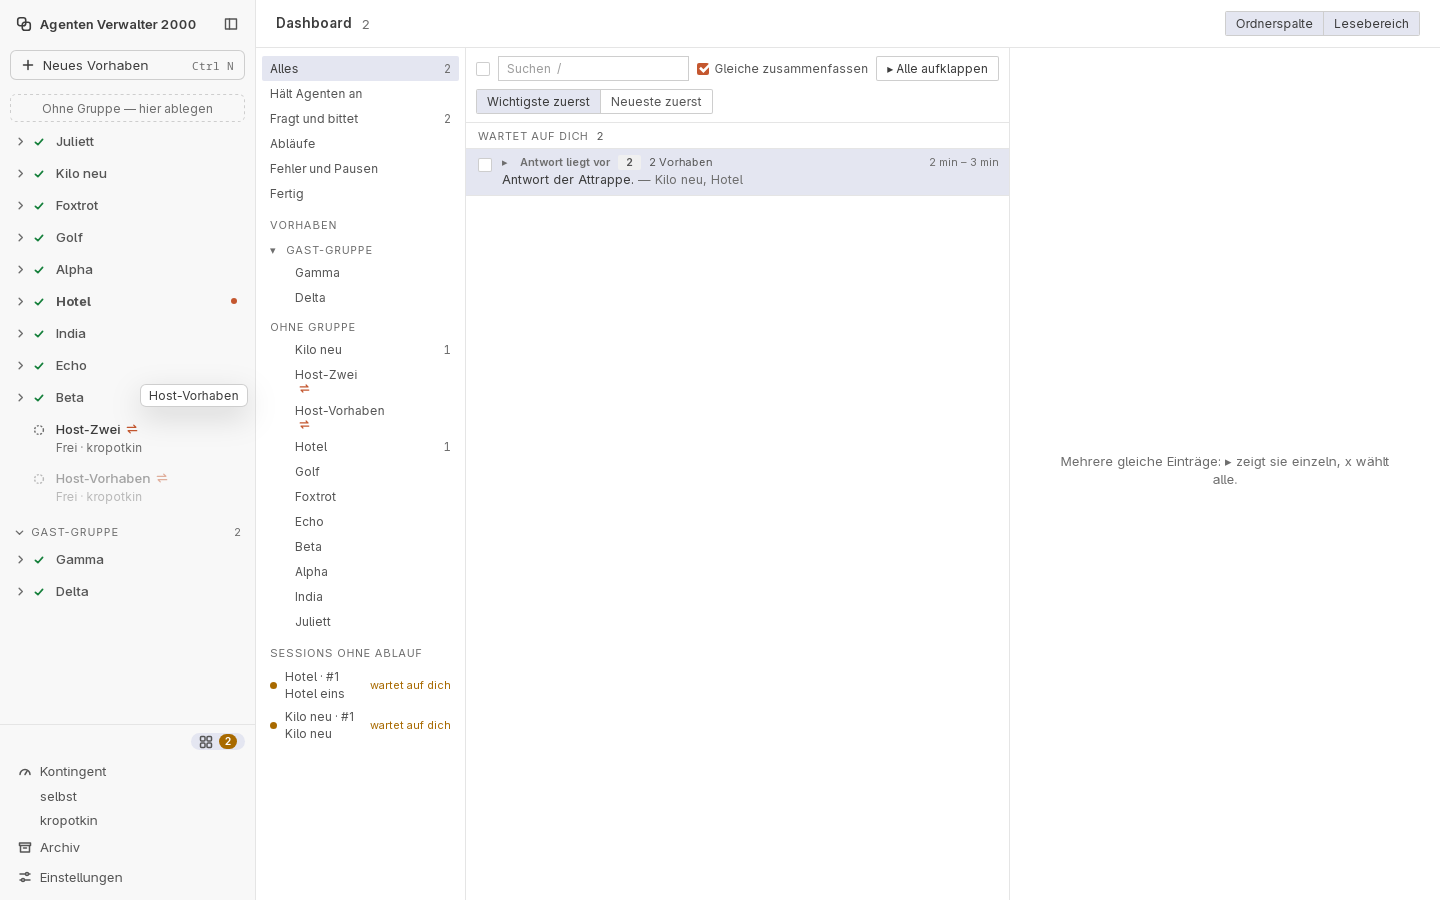 Agenten Verwalter 2000
Neues Vorhaben Ctrl N
Ohne Gruppe — hier ablegen
Juliett
Kilo neu
Foxtrot
Golf
Alpha
Hotel
India
Echo
Beta
Host-Vorhaben
Host-Zwei
Frei · kropotkin
Host-Vorhaben
Frei · kropotkin
GAST-GRUPPE 2
Gamma
Delta
2
Kontingent
selbst
kropotkin
Archiv
Einstellungen
Dashboard 2
Ordnerspalte Lesebereich
Alles 2
Hält Agenten an
Fragt und bittet 2
Abläufe
Fehler und Pausen
Fertig
VORHABEN
GAST-GRUPPE
Gamma
Delta
OHNE GRUPPE
Kilo neu 1
Host-Zwei
Host-Vorhaben
Hotel 1
Golf
Foxtrot
Echo
Beta
Alpha
India
Juliett
SESSIONS OHNE ABLAUF
Hotel · #1
Hotel eins
wartet auf dich
Kilo neu · #1
Kilo neu
wartet auf dich
Suchen /
Gleiche zusammenfassen
▸ Alle aufklappen
Wichtigste zuerst Neueste zuerst
WARTET AUF DICH 2
▸ Antwort liegt vor 2 2 Vorhaben 2 min – 3 min
Antwort der Attrappe. — Kilo neu, Hotel
Mehrere gleiche Einträge: ▸ zeigt sie einzeln, x wählt
alle.